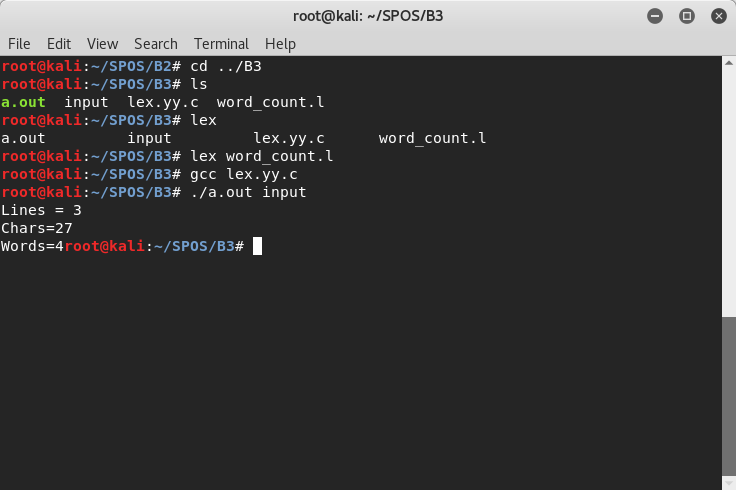 root@kali: ~/SPOS/B3
File Edit View Search Terminal Help
root@kali:~/SPOS/B2# cd ../B3
root@kali:~/SPOS/B3# ls
a.out  input  lex.yy.c  word_count.l
root@kali:~/SPOS/B3# lex
a.out         input         lex.yy.c      word_count.l
root@kali:~/SPOS/B3# lex word_count.l
root@kali:~/SPOS/B3# gcc lex.yy.c
root@kali:~/SPOS/B3# ./a.out input
Lines = 3
Chars=27
Words=4root@kali:~/SPOS/B3#